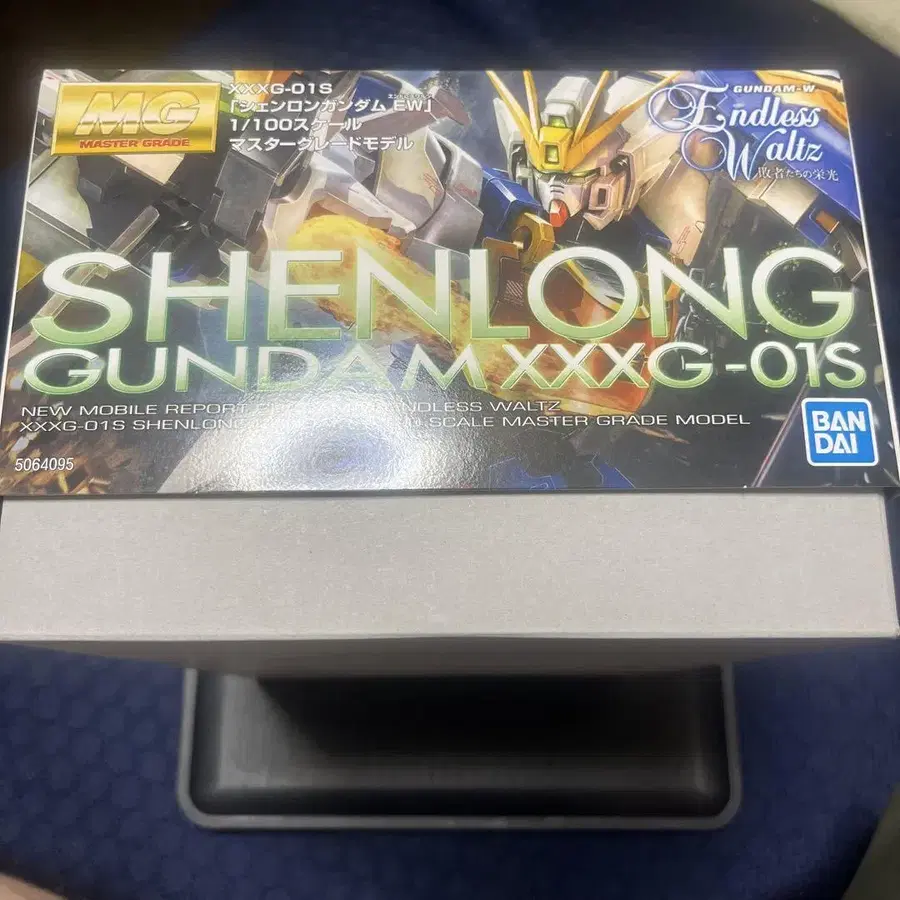 MG
MASTER GRADE
XXXG-01S
「シェンロンガンダム EW」
1/100スケール
マスターグレードモデル
GUNDAM-W
Endless
Waltz
敗者たちの栄光
SHENLONG
GUNDAM XXXG-01S
NEW MOBILE REPORT ENDLESS WALTZ
XXXG-01S SHENLONG SCALE MASTER GRADE MODEL
BAN
DAI
5064095